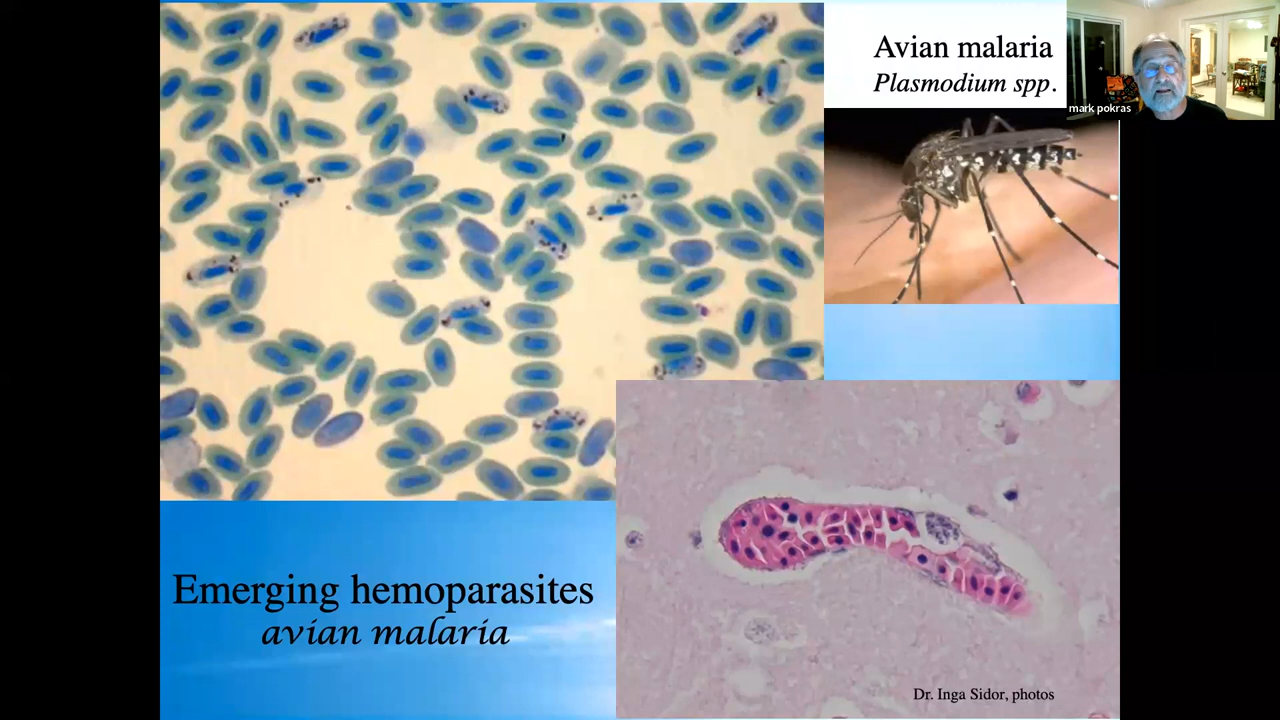 Avian malaria
Plasmodium spp.
mark pokras
Emerging hemoparasites
avian malaria
Dr. Inga Sidor, photos